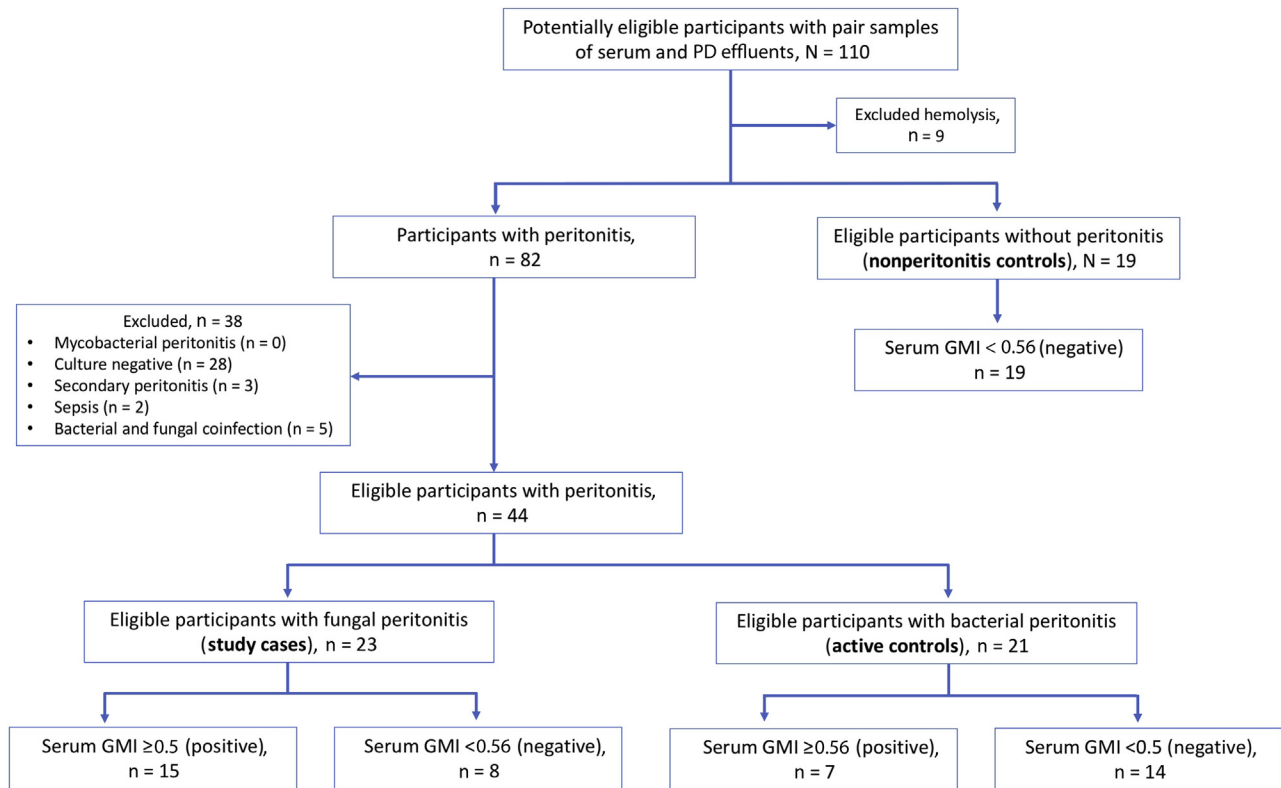 Potentially eligible participants with pair samples
of serum and PD effluents, N = 110
Excluded hemolysis,
n = 9
Participants with peritonitis,
n = 82
Eligible participants without peritonitis
(nonperitonitis controls), N = 19
Excluded, n = 38
• Mycobacterial peritonitis (n = 0)
• Culture negative (n = 28)
• Secondary peritonitis (n = 3)
• Sepsis (n = 2)
• Bacterial and fungal coinfection (n = 5)
Serum GMI < 0.56 (negative)
n = 19
Eligible participants with peritonitis,
n = 44
Eligible participants with fungal peritonitis
(study cases), n = 23
Eligible participants with bacterial peritonitis
(active controls), n = 21
Serum GMI ≥0.5 (positive),
n = 15
Serum GMI <0.56 (negative),
n = 8
Serum GMI ≥0.56 (positive),
n = 7
Serum GMI <0.5 (negative),
n = 14